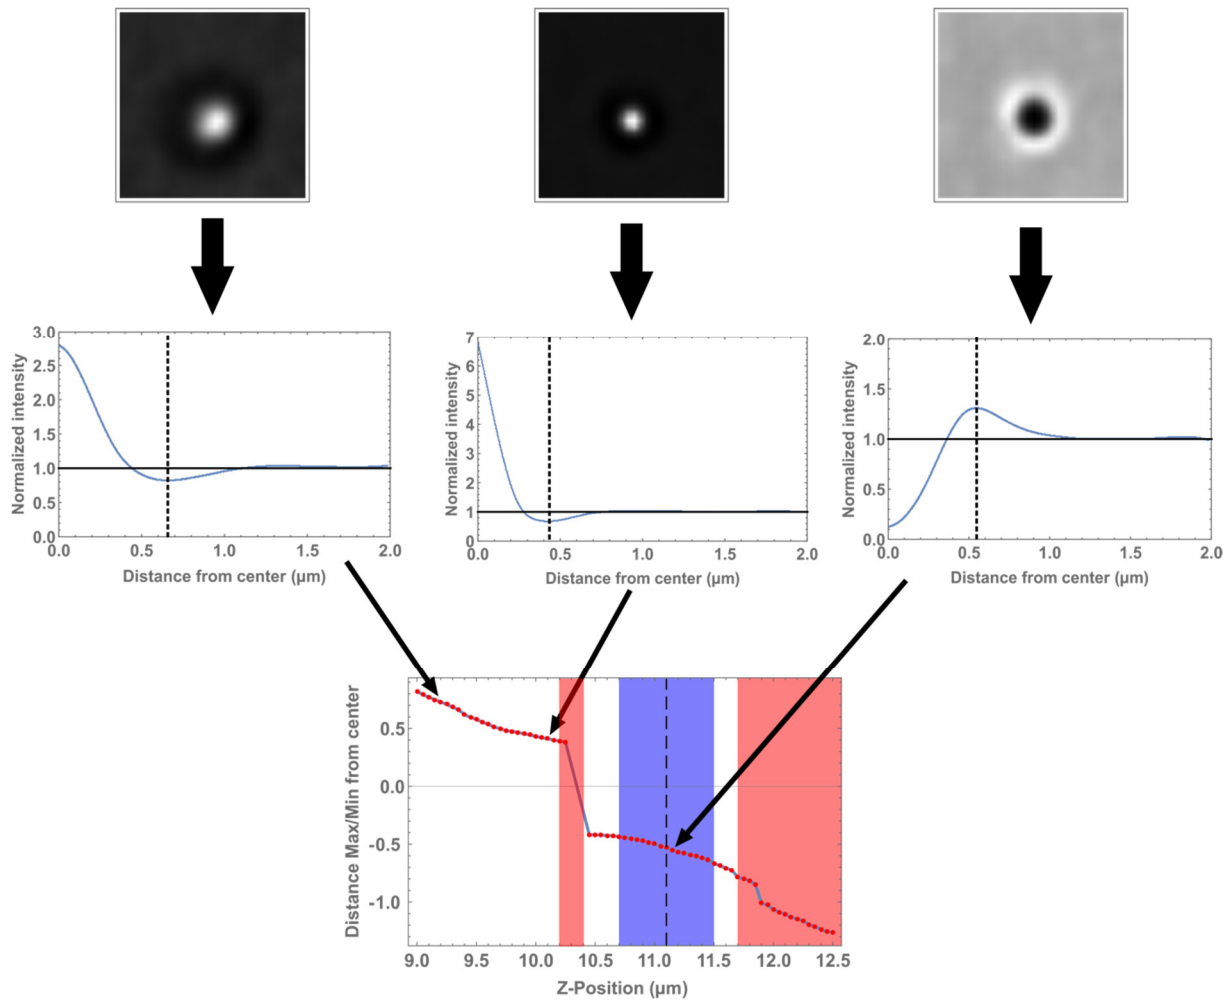 3.0
2.5
2.0
1.5
1.0
0.5
0.0
0.0 0.5 1.0 1.5 2.0
Normalized intensity
Distance from center (µm)
7
6
5
4
3
2
1
0
0.0 0.5 1.0 1.5 2.0
Normalized intensity
Distance from center (µm)
2.0
1.5
1.0
0.5
0.0
0.0 0.5 1.0 1.5 2.0
Normalized intensity
Distance from center (µm)
0.5
0.0
-0.5
-1.0
9.0 9.5 10.0 10.5 11.0 11.5 12.0 12.5
Distance Max/Min from center
Z-Position (µm)